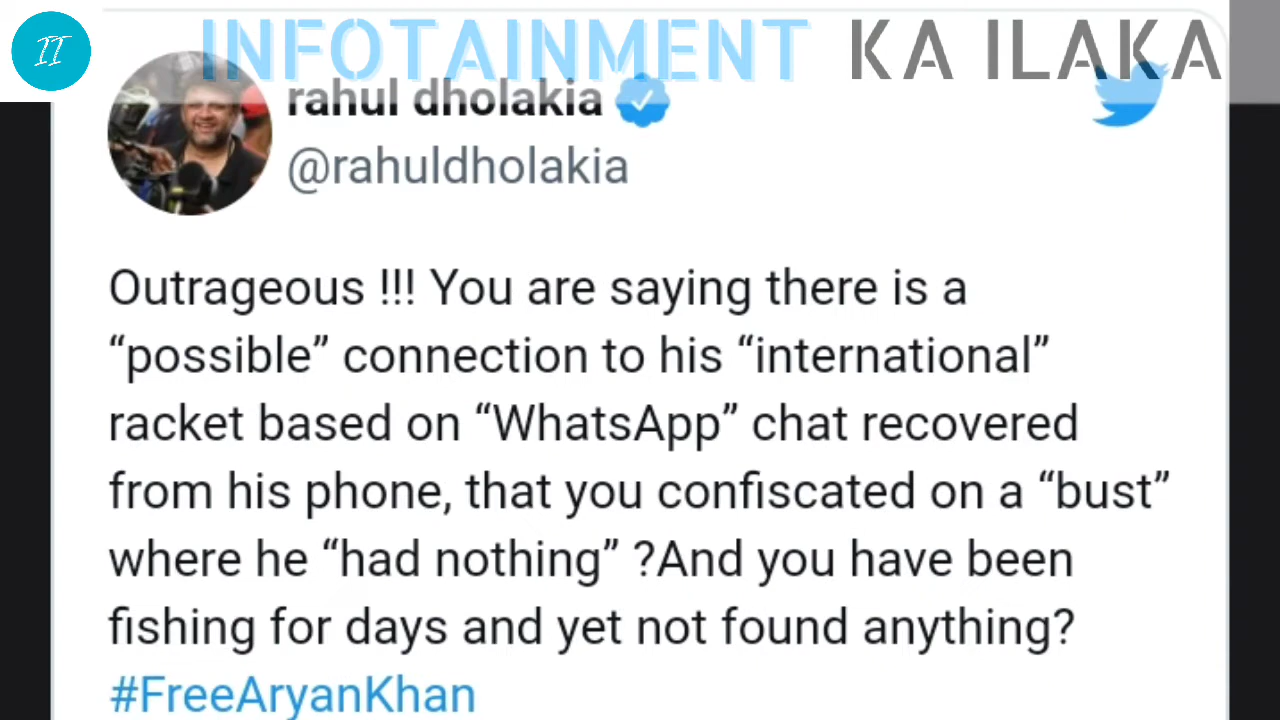 II INFOTAINMENT KA ILAKA
rahul dholakia
@rahuldholakia
Outrageous !!! You are saying there is a
“possible” connection to his “international”
racket based on “WhatsApp” chat recovered
from his phone, that you confiscated on a “bust”
where he “had nothing” ?And you have been
fishing for days and yet not found anything?
#FreeAryanKhan